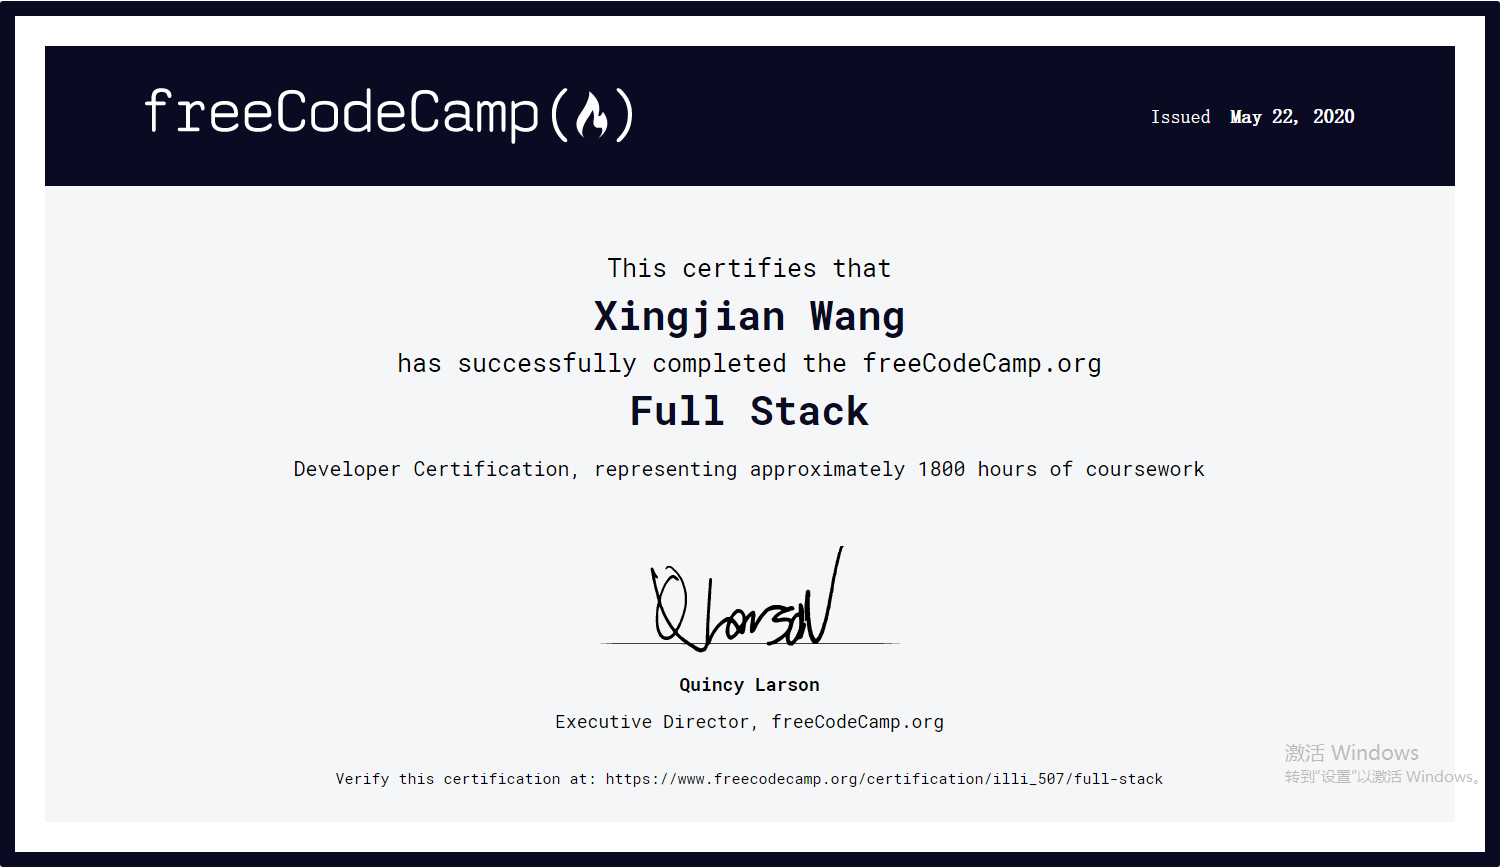 freeCodeCamp(🔥)
Issued May 22, 2020
This certifies that
Xingjian Wang
has successfully completed the freeCodeCamp.org
Full Stack
Developer Certification, representing approximately 1800 hours of coursework
QLarson
Quincy Larson
Executive Director, freeCodeCamp.org
Verify this certification at: https://www.freecodecamp.org/certification/illi_507/full-stack
激活 Windows
转到“设置”以激活 Windows。